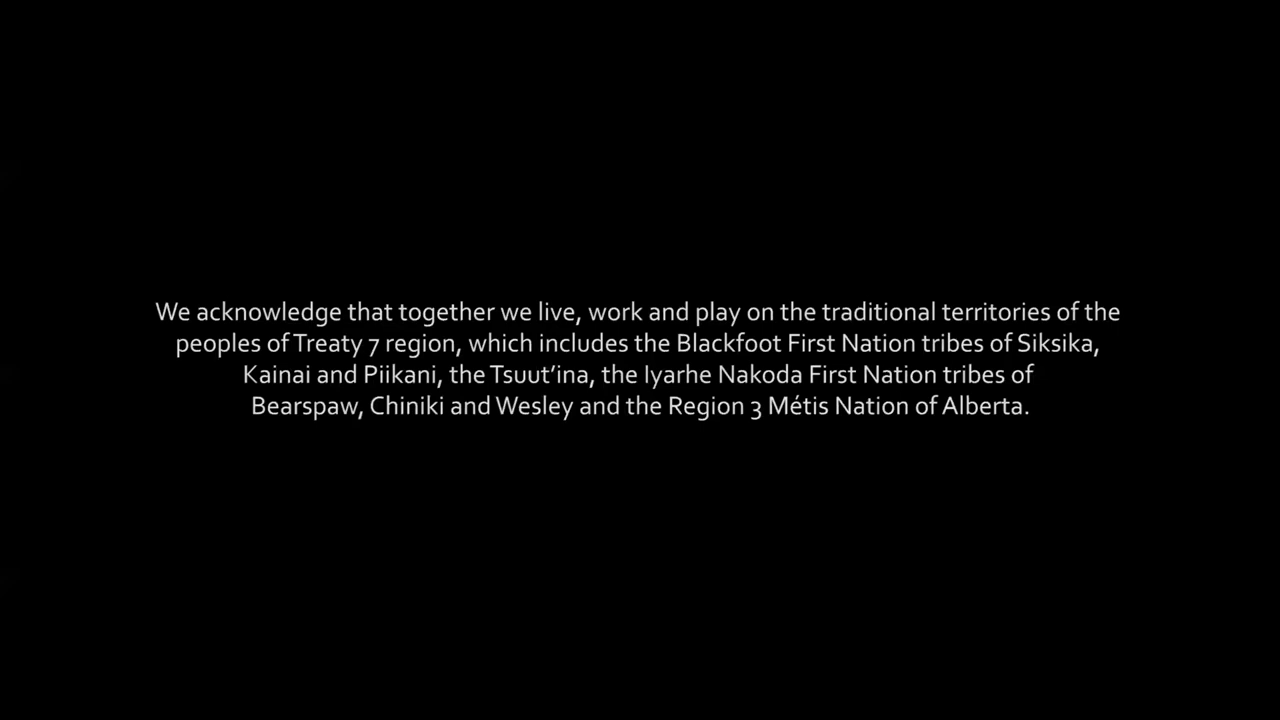 We acknowledge that together we live, work and play on the traditional territories of the
peoples of Treaty 7 region, which includes the Blackfoot First Nation tribes of Siksika,
Kainai and Piikani, the Tsuut’ina, the Iyarhe Nakoda First Nation tribes of
Bearspaw, Chiniki and Wesley and the Region 3 Métis Nation of Alberta.